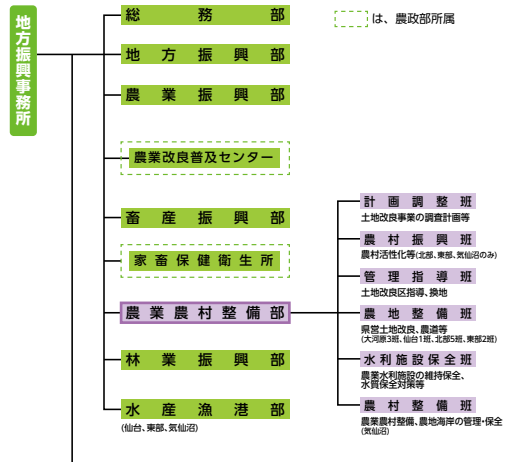 地方振興事務所
総務部
は、農政部所属
地方振興部
農業振興部
農業改良普及センター
畜産振興部
家畜保健衛生所
農業農村整備部
林業振興部
水産漁港部
(仙台、東部、気仙沼)
計画調整班
土地改良事業の調査計画等
農村振興班
農村活性化等(北部、東部、気仙沼のみ)
管理指導班
土地改良区指導、換地
農地整備班
県営土地改良、農道等
(大河原3班、仙台1班、北部5班、東部2班)
水利施設保全班
農業水利施設の維持保全、
水質保全対策等
農村整備班
農業農村整備、農地海岸の管理・保全
(気仙沼)